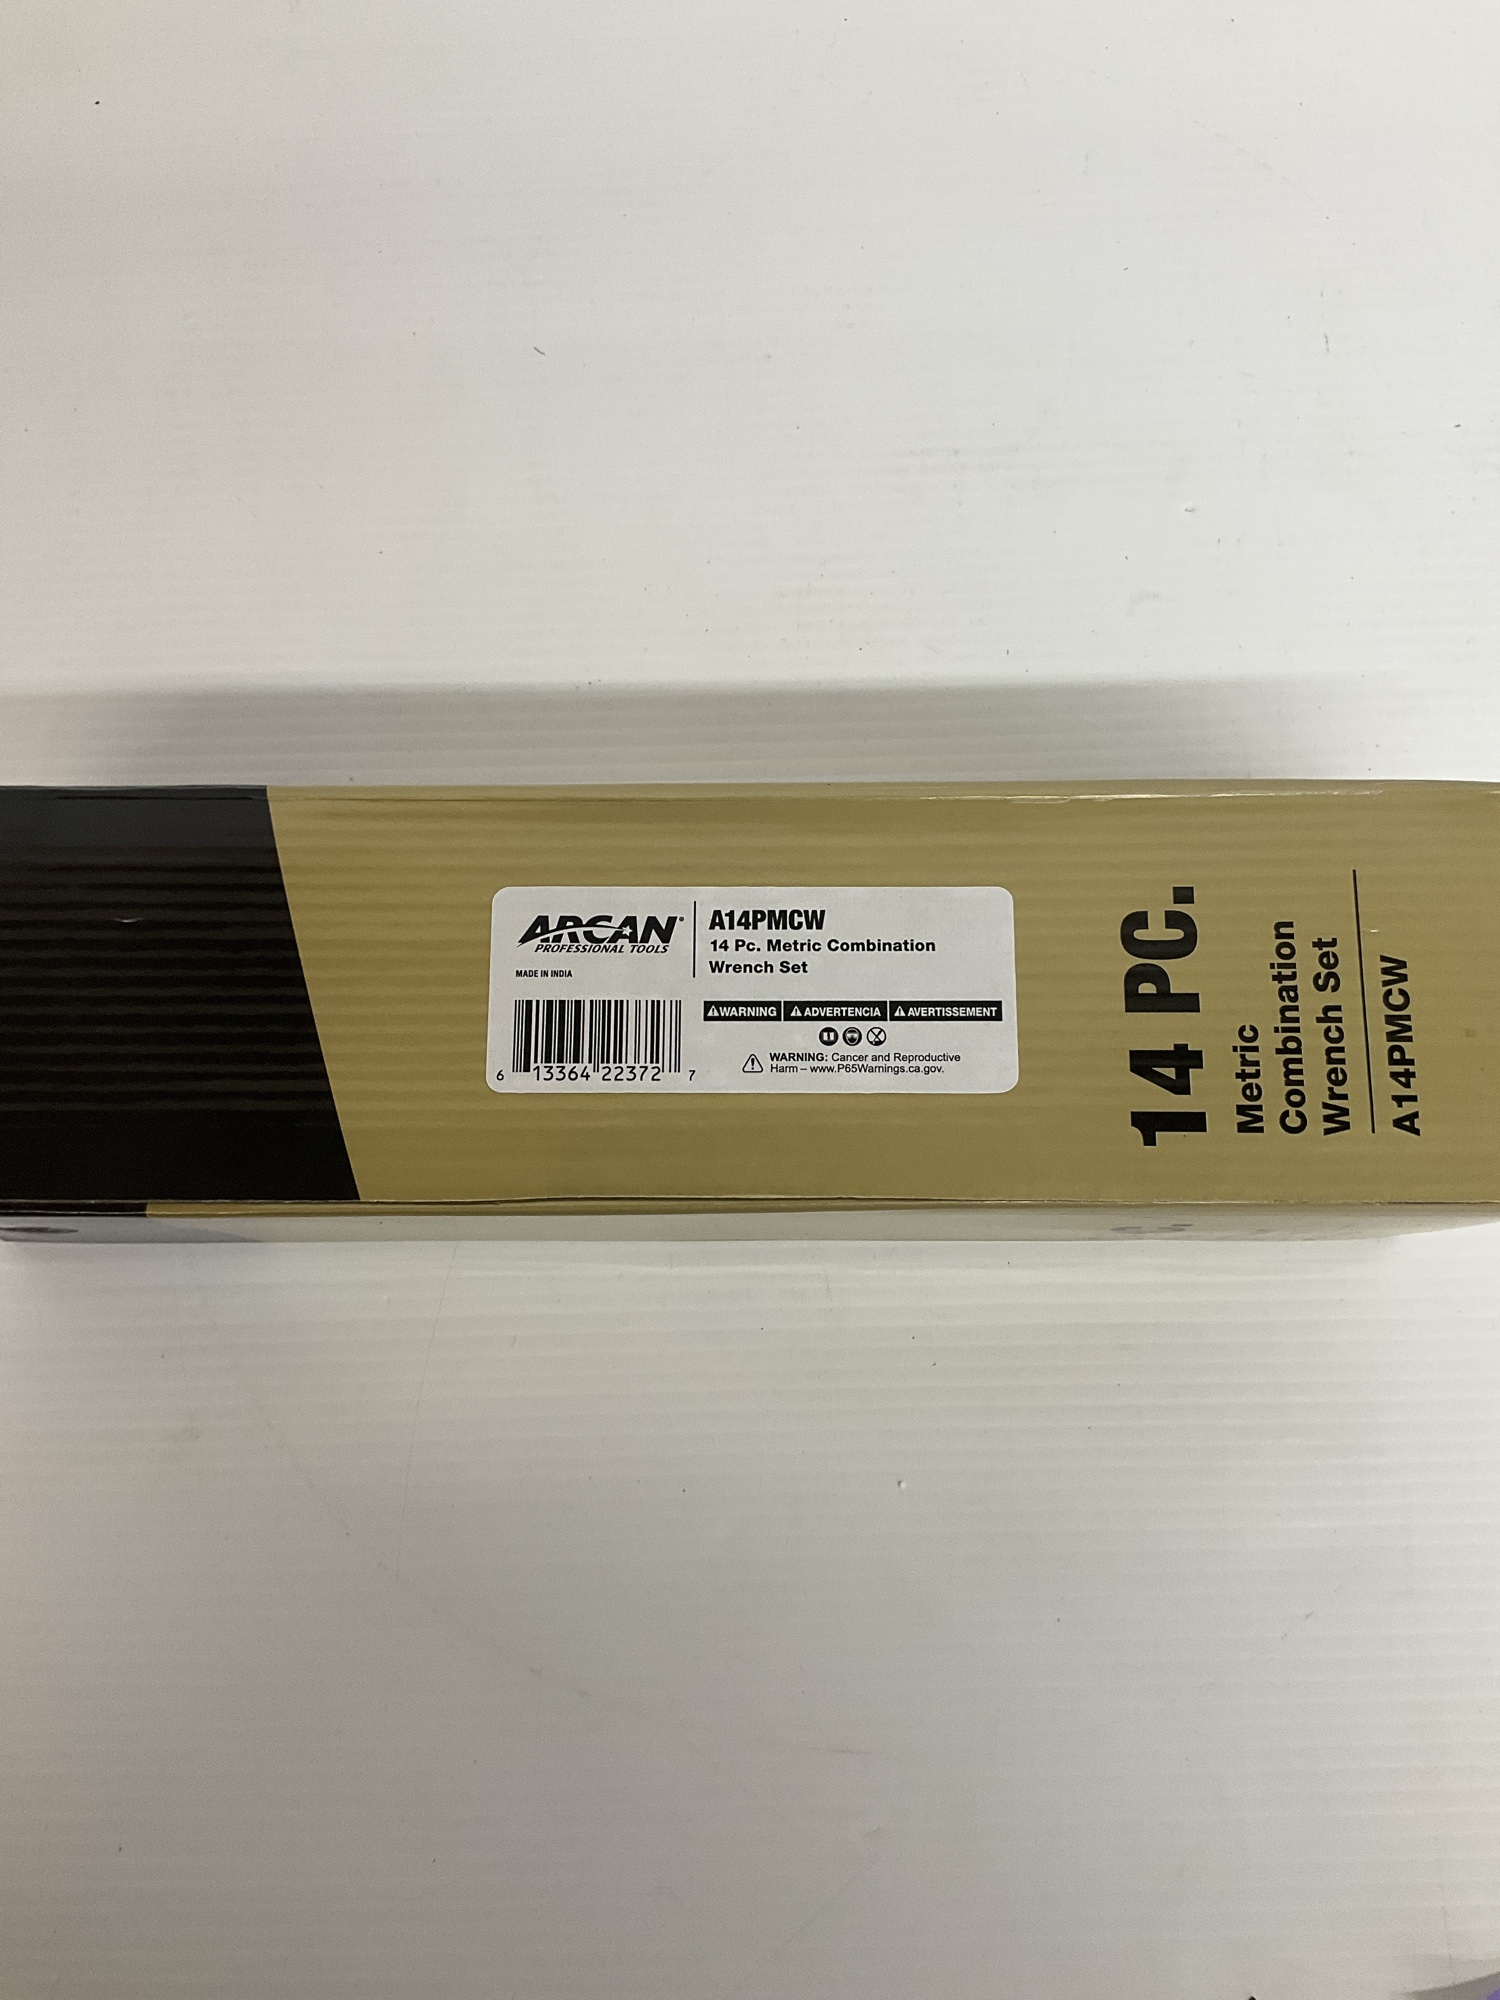 ARCAN®
PROFESSIONAL TOOLS
MADE IN INDIA
A14PMCW
14 Pc. Metric Combination
Wrench Set
WARNING ADVERTENCIA AVERTISSEMENT
WARNING: Cancer and Reproductive
Harm – www.P65Warnings.ca.gov.
6 13364 22372 7
14 PC.
Metric
Combination
Wrench Set
A14PMCW